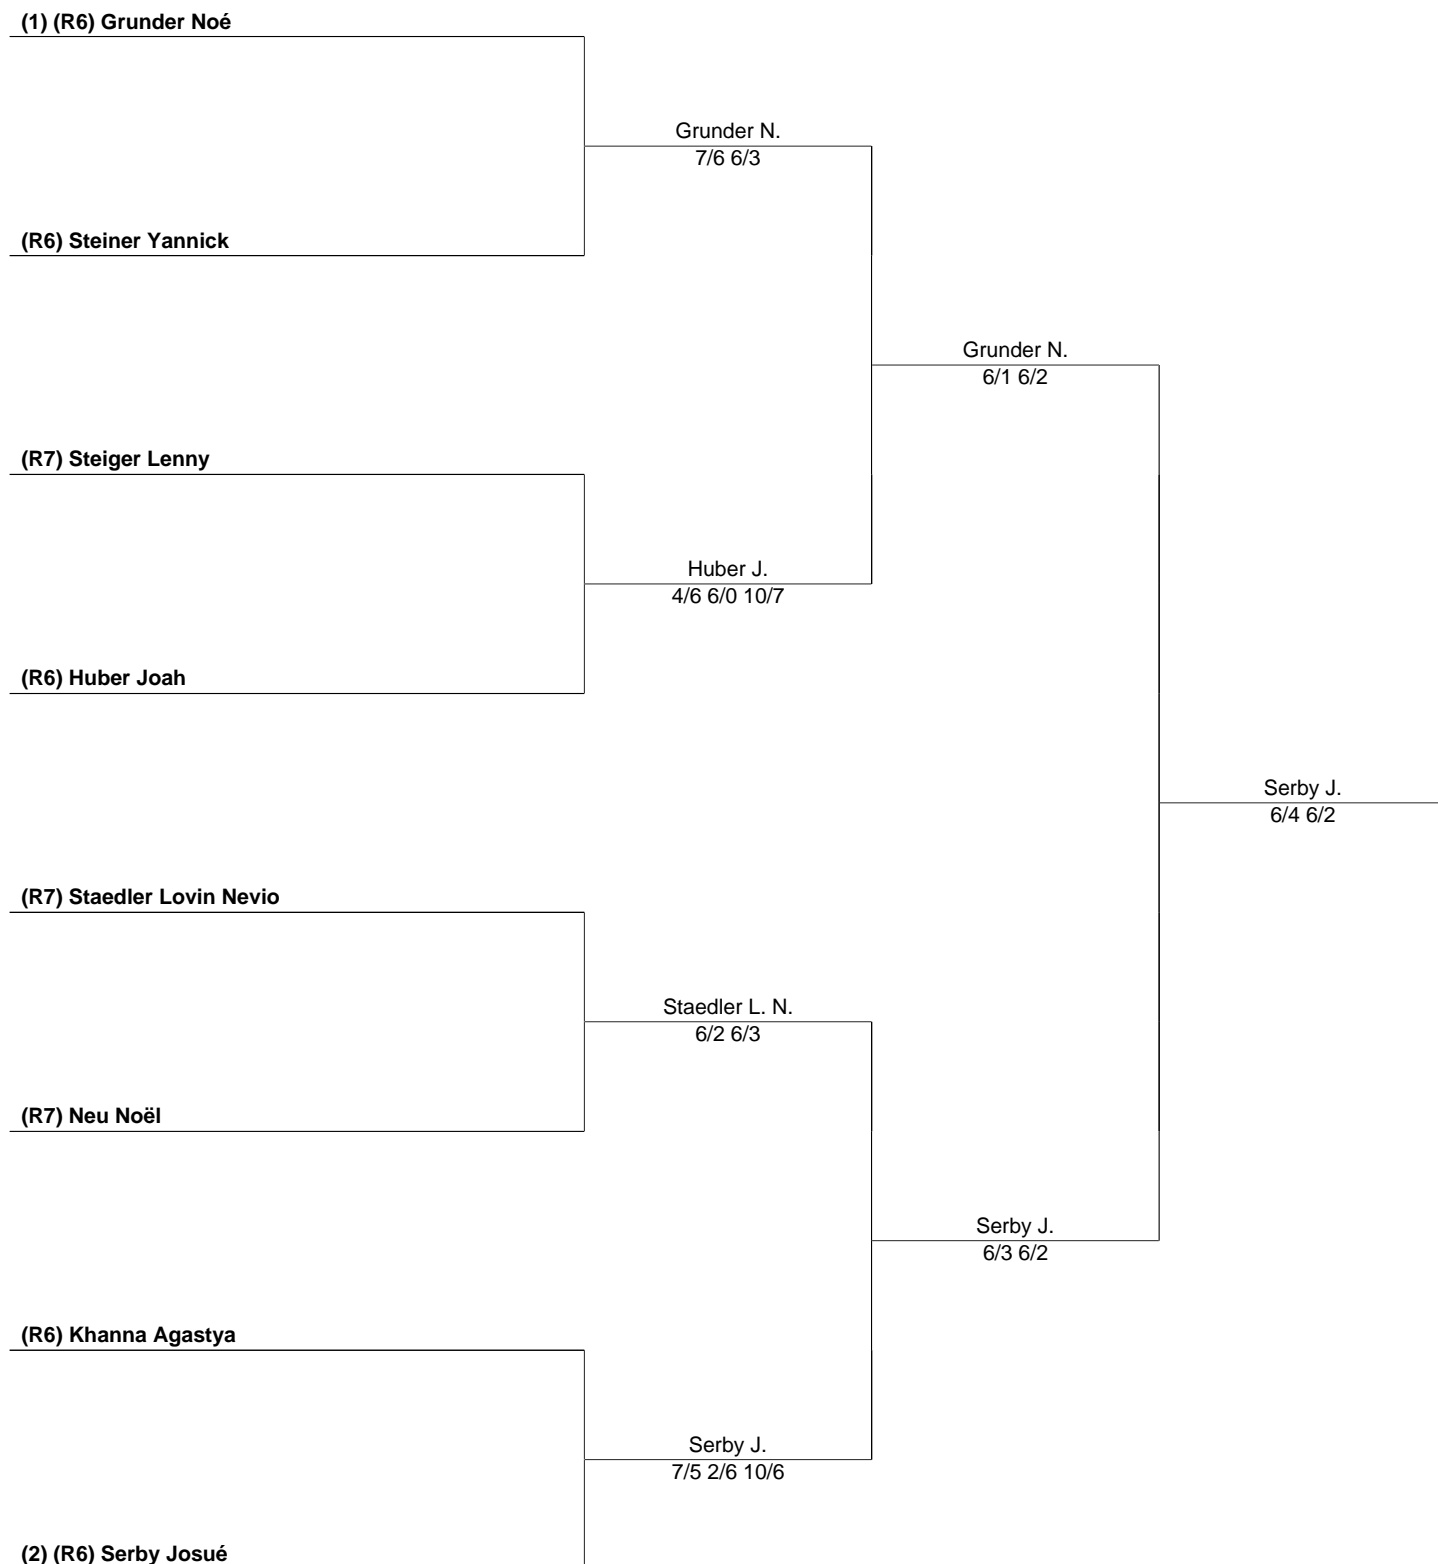 (1) (R6) Grunder Noé
Grunder N.
7/6 6/3
(R6) Steiner Yannick
Grunder N.
6/1 6/2
(R7) Steiger Lenny
Huber J.
4/6 6/0 10/7
(R6) Huber Joah
Serby J.
6/4 6/2
(R7) Staedler Lovin Nevio
Staedler L. N.
6/2 6/3
(R7) Neu Noël
Serby J.
6/3 6/2
(R6) Khanna Agastya
Serby J.
7/5 2/6 10/6
(2) (R6) Serby Josué